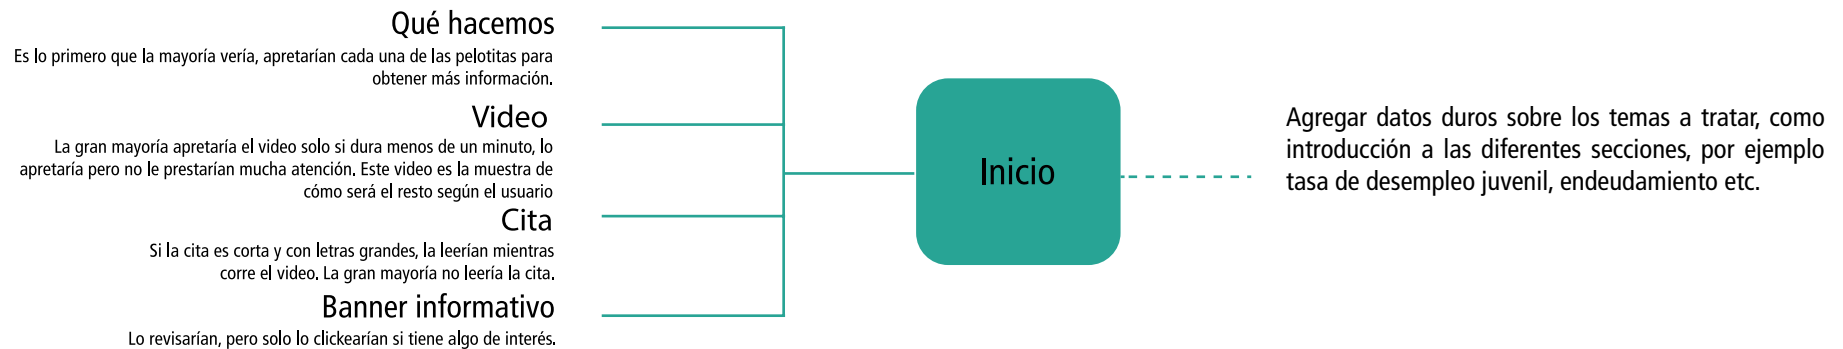 Qué hacemos
Es lo primero que la mayoría vería, apretarían cada una de las pelotitas para
obtener más información.
Video
La gran mayoría apretaría el video solo si dura menos de un minuto, lo
apretaría pero no le prestarían mucha atención. Este video es la muestra de
cómo será el resto según el usuario
Cita
Si la cita es corta y con letras grandes, la leerían mientras
corre el video. La gran mayoría no leería la cita.
Banner informativo
Lo revisarían, pero solo lo clickearían si tiene algo de interés.
Inicio
Agregar datos duros sobre los temas a tratar, como
introducción a las diferentes secciones, por ejemplo
tasa de desempleo juvenil, endeudamiento etc.